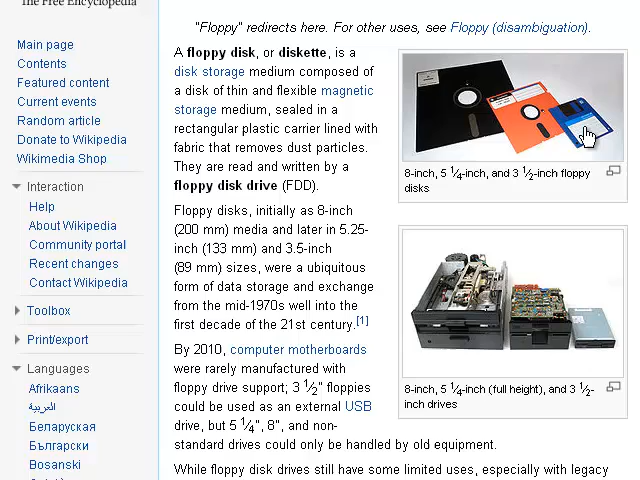 The Free Encyclopedia
Main page
Contents
Featured content
Current events
Random article
Donate to Wikipedia
Wikimedia Shop
Interaction
Help
About Wikipedia
Community portal
Recent changes
Contact Wikipedia
Toolbox
Print/export
Languages
Afrikaans
العربية
Беларуская
Български
Bosanski
"Floppy" redirects here. For other uses, see Floppy (disambiguation).
A floppy disk, or diskette, is a
disk storage medium composed of
a disk of thin and flexible magnetic
storage medium, sealed in a
rectangular plastic carrier lined with
fabric that removes dust particles.
They are read and written by a
floppy disk drive (FDD).
Floppy disks, initially as 8-inch
(200 mm) media and later in 5.25-
inch (133 mm) and 3.5-inch
(89 mm) sizes, were a ubiquitous
form of data storage and exchange
from the mid-1970s well into the
first decade of the 21st century.[1]
By 2010, computer motherboards
were rarely manufactured with
floppy drive support; 3 1⁄2" floppies
could be used as an external USB
drive, but 5 1⁄4", 8", and non-
standard drives could only be handled by old equipment.
While floppy disk drives still have some limited uses, especially with legacy
8-inch, 5 1⁄4-inch, and 3 1⁄2-inch floppy
disks
8-inch, 5 1⁄4-inch (full height), and 3 1⁄2-
inch drives